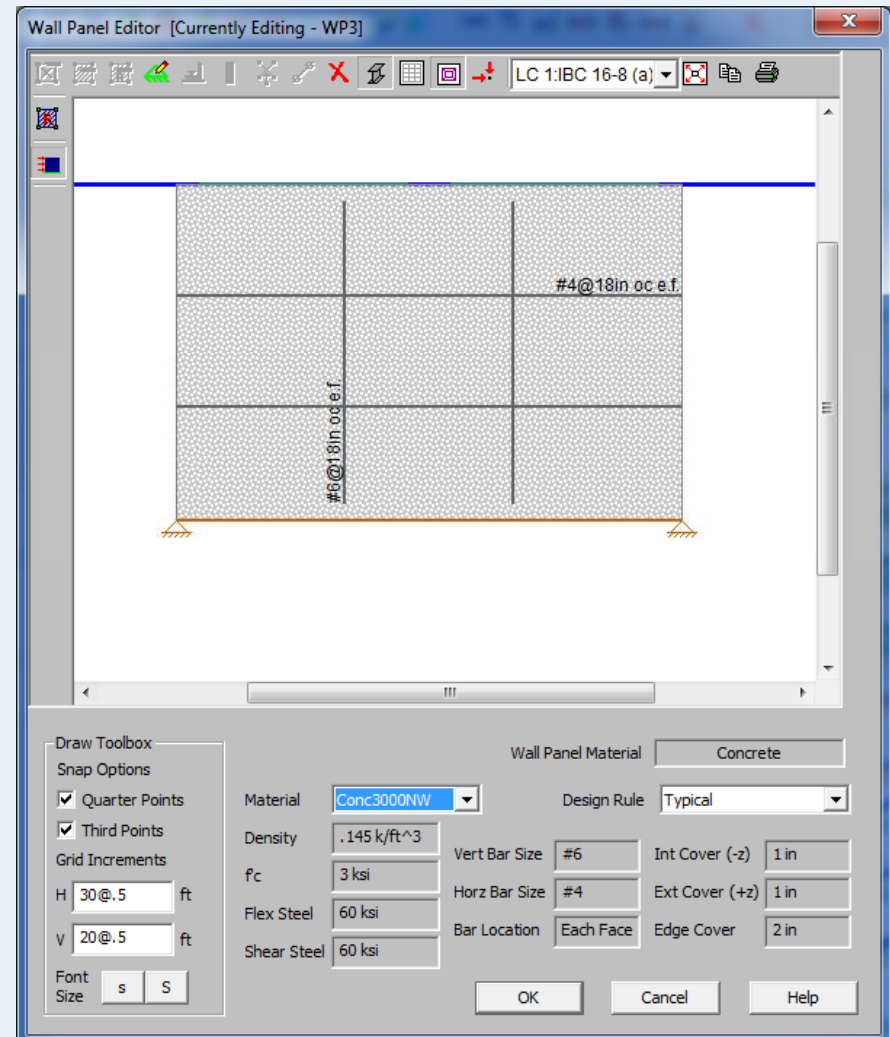 Wall Panel Editor [Currently Editing - WP3]
LC 1:IBC 16-8 (a)
#4@18in oc e.f.
#6@18in oc e.f.
Draw Toolbox
Snap Options
Quarter Points
Third Points
Grid Increments
H 30@.5 ft
V 20@.5 ft
Font Size s S
Wall Panel Material Concrete
Material Conc3000NW Design Rule Typical
Density .145 k/ft^3
f'c 3 ksi
Flex Steel 60 ksi
Shear Steel 60 ksi
Vert Bar Size #6 Int Cover (-z) 1 in
Horz Bar Size #4 Ext Cover (+z) 1 in
Bar Location Each Face Edge Cover 2 in
OK Cancel Help